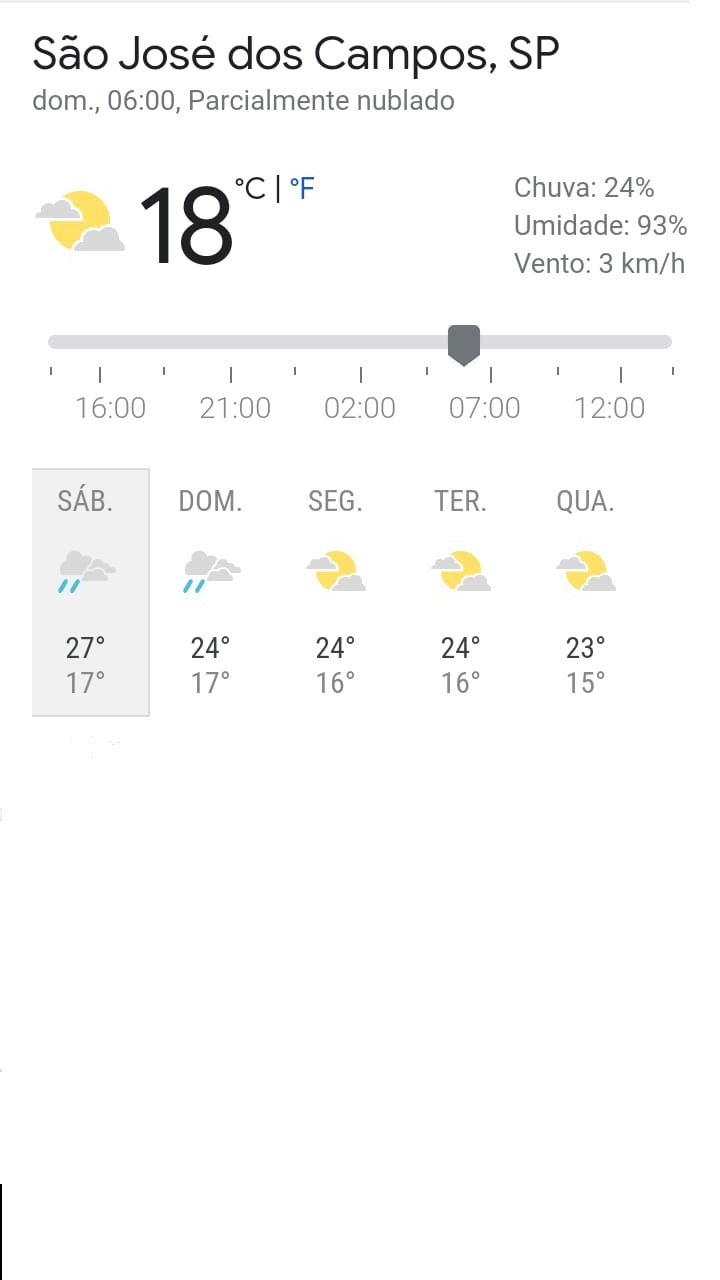 São José dos Campos, SP
dom., 06:00, Parcialmente nublado
18 °C | °F
Chuva: 24%
Umidade: 93%
Vento: 3 km/h
16:00 21:00 02:00 07:00 12:00
SÁB. DOM. SEG. TER. QUA.
27° 24° 24° 24° 23°
17° 17° 16° 16° 15°